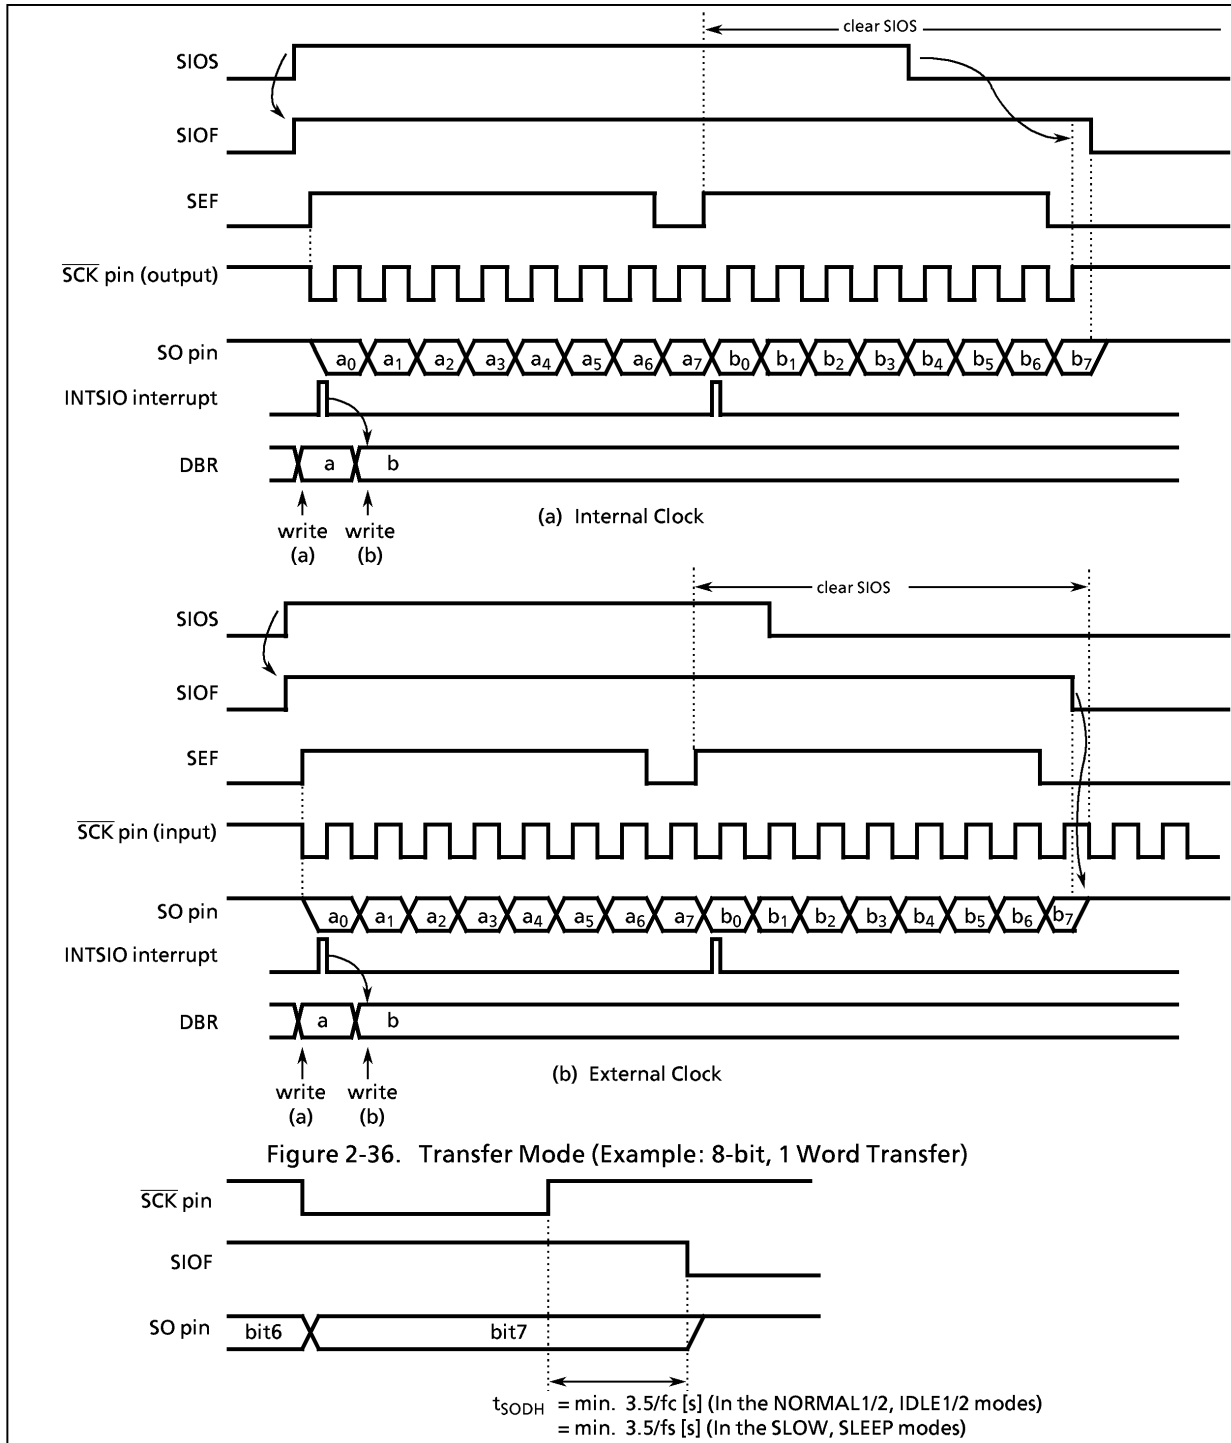 clear SIOS
SIOS
SIOF
SEF
SCK pin (output)
SO pin a0 a1 a2 a3 a4 a5 a6 a7 b0 b1 b2 b3 b4 b5 b6 b7
INTSIO interrupt
DBR a b
write (a) write (b)
(a) Internal Clock
clear SIOS
SIOS
SIOF
SEF
SCK pin (input)
SO pin a0 a1 a2 a3 a4 a5 a6 a7 b0 b1 b2 b3 b4 b5 b6 b7
INTSIO interrupt
DBR a b
write (a) write (b)
(b) External Clock
Figure 2-36. Transfer Mode (Example: 8-bit, 1 Word Transfer)
SCK pin
SIOF
SO pin bit6 bit7
tSODH = min. 3.5/fc [s] (In the NORMAL1/2, IDLE1/2 modes)
= min. 3.5/fs [s] (In the SLOW, SLEEP modes)